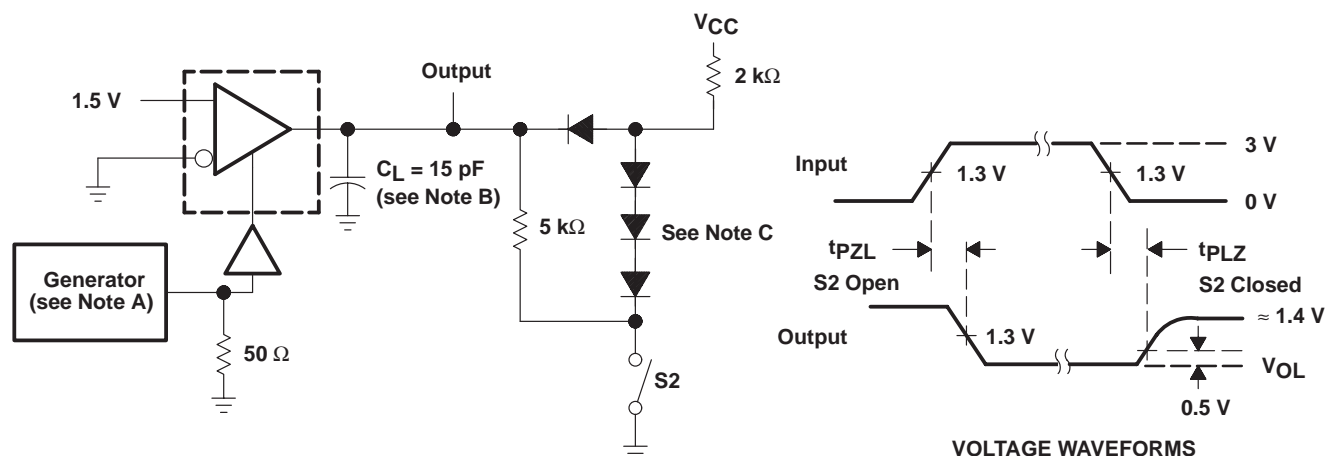 VCC
2 kΩ
Output
1.5 V
CL = 15 pF
(see Note B)
5 kΩ
See Note C
Generator
(see Note A)
50 Ω
S2
Input
3 V
1.3 V
1.3 V
0 V
tPZL
tPLZ
S2 Open
S2 Closed
≈ 1.4 V
Output
1.3 V
VOL
0.5 V
VOLTAGE WAVEFORMS